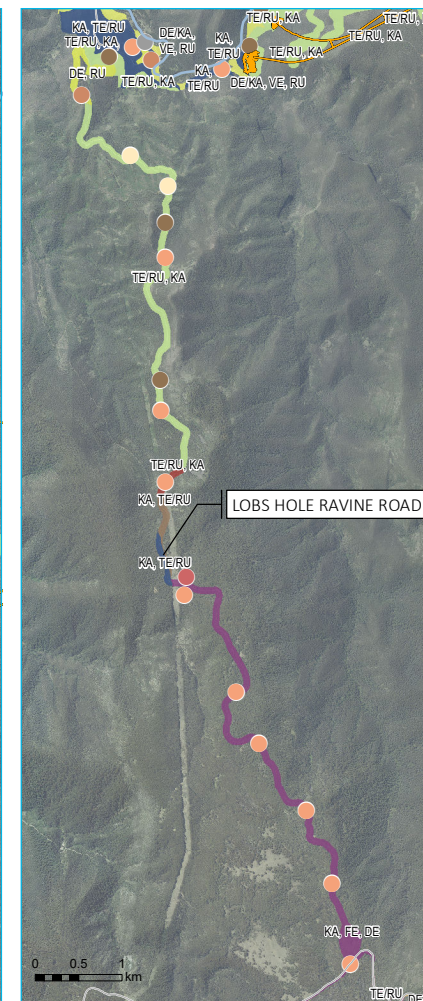 TE/RU, KA
TE/RU,
KA, TE/RU
DE/KA,
VE, RU
KA,
TE/RU
TE/RU, KA
TE/RU, KA
TE/RU, KA
DE, RU
TE/RU, KA
KA,
TE/RU
DE/KA, VE, RU
TE/RU, KA
TE/RU, KA
KA, TE/RU
LOBS HOLE RAVINE ROAD
KA, TE/RU
KA, FE, DE
0 0.5 1
km
TE/RU
DE